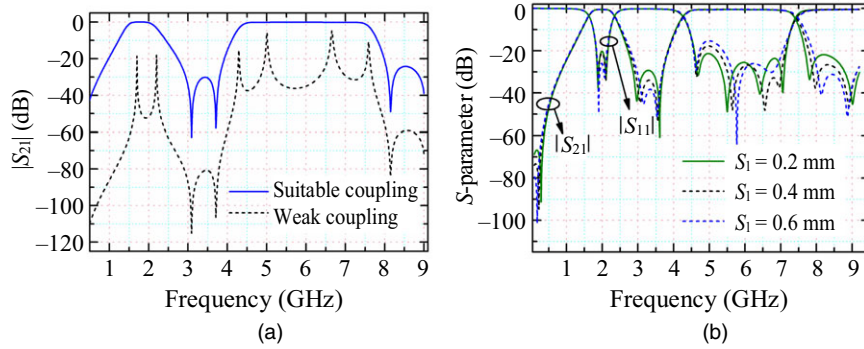 0
−20
−40
−60
−80
−100
−120
|S21| (dB)
Suitable coupling
Weak coupling
1 2 3 4 5 6 7 8 9
Frequency (GHz)
(a)
0
−20
−40
−60
−80
−100
S-parameter (dB)
|S21|
|S11|
S1 = 0.2 mm
S1 = 0.4 mm
S1 = 0.6 mm
1 2 3 4 5 6 7 8 9
Frequency (GHz)
(b)